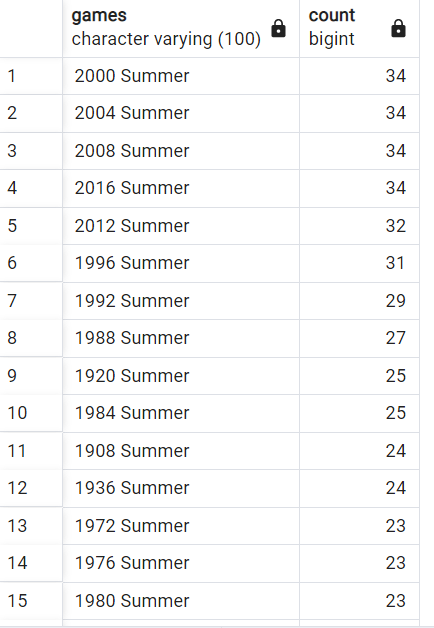 games count
character varying (100) bigint
1 2000 Summer 34
2 2004 Summer 34
3 2008 Summer 34
4 2016 Summer 34
5 2012 Summer 32
6 1996 Summer 31
7 1992 Summer 29
8 1988 Summer 27
9 1920 Summer 25
10 1984 Summer 25
11 1908 Summer 24
12 1936 Summer 24
13 1972 Summer 23
14 1976 Summer 23
15 1980 Summer 23